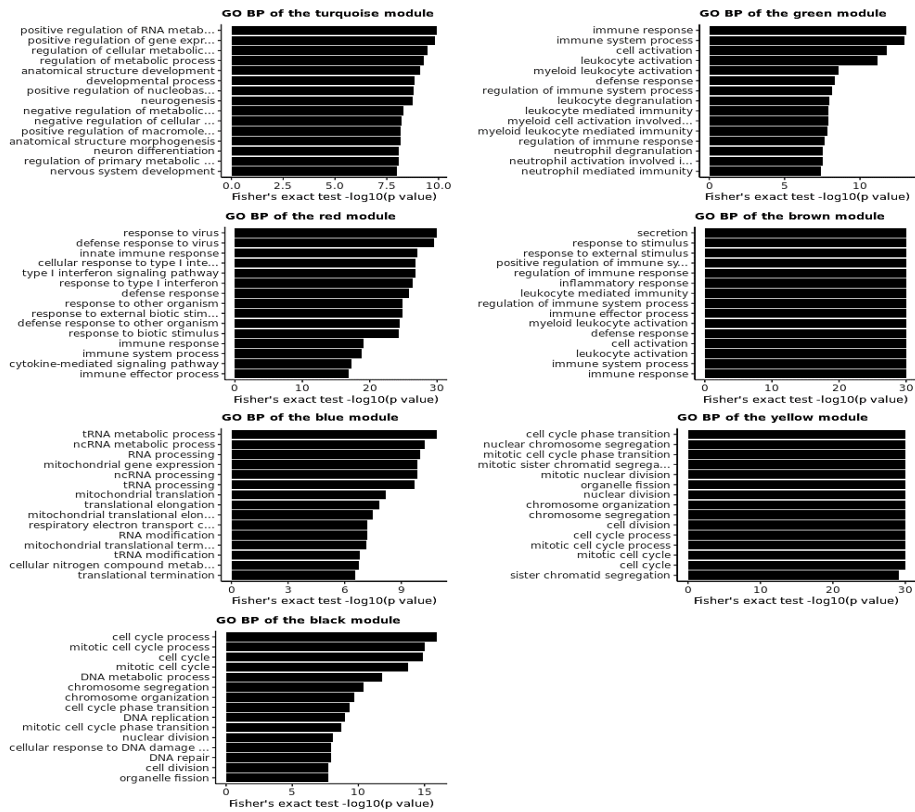 GO BP of the turquoise module
positive regulation of RNA metab...
positive regulation of gene expr...
regulation of cellular metabolic...
regulation of metabolic process
anatomical structure development
developmental process
positive regulation of nucleobas...
neurogenesis
negative regulation of metabolic...
negative regulation of cellular ...
positive regulation of macromole...
anatomical structure morphogenesis
neuron differentiation
regulation of primary metabolic ...
nervous system development
0.0 2.5 5.0 7.5 10.0
Fisher's exact test -log10(p value)
GO BP of the green module
immune response
immune system process
cell activation
leukocyte activation
myeloid leukocyte activation
defense response
regulation of immune system process
leukocyte degranulation
leukocyte mediated immunity
myeloid cell activation involved...
myeloid leukocyte mediated immunity
regulation of immune response
neutrophil degranulation
neutrophil activation involved i...
neutrophil mediated immunity
0 5 10
Fisher's exact test -log10(p value)
GO BP of the red module
response to virus
defense response to virus
innate immune response
cellular response to type I inte...
type I interferon signaling pathway
response to type I interferon
defense response
response to other organism
response to external biotic stim...
defense response to other organism
response to biotic stimulus
immune response
immune system process
cytokine-mediated signaling pathway
immune effector process
0 10 20 30
Fisher's exact test -log10(p value)
GO BP of the brown module
secretion
response to stimulus
response to external stimulus
positive regulation of immune sy...
regulation of immune response
inflammatory response
leukocyte mediated immunity
regulation of immune system process
immune effector process
myeloid leukocyte activation
defense response
cell activation
leukocyte activation
immune system process
immune response
0 10 20 30
Fisher's exact test -log10(p value)
GO BP of the blue module
tRNA metabolic process
ncRNA metabolic process
RNA processing
mitochondrial gene expression
ncRNA processing
tRNA processing
mitochondrial translation
translational elongation
mitochondrial translational elon...
respiratory electron transport c...
RNA modification
mitochondrial translational term...
tRNA modification
cellular nitrogen compound metab...
translational termination
0 3 6 9
Fisher's exact test -log10(p value)
GO BP of the yellow module
cell cycle phase transition
nuclear chromosome segregation
mitotic cell cycle phase transition
mitotic sister chromatid segrega...
mitotic nuclear division
organelle fission
nuclear division
chromosome organization
chromosome segregation
cell division
cell cycle process
mitotic cell cycle process
mitotic cell cycle
cell cycle
sister chromatid segregation
0 10 20 30
Fisher's exact test -log10(p value)
GO BP of the black module
cell cycle process
mitotic cell cycle process
cell cycle
mitotic cell cycle
DNA metabolic process
chromosome segregation
chromosome organization
cell cycle phase transition
DNA replication
mitotic cell cycle phase transition
nuclear division
cellular response to DNA damage ...
DNA repair
cell division
organelle fission
0 5 10 15
Fisher's exact test -log10(p value)